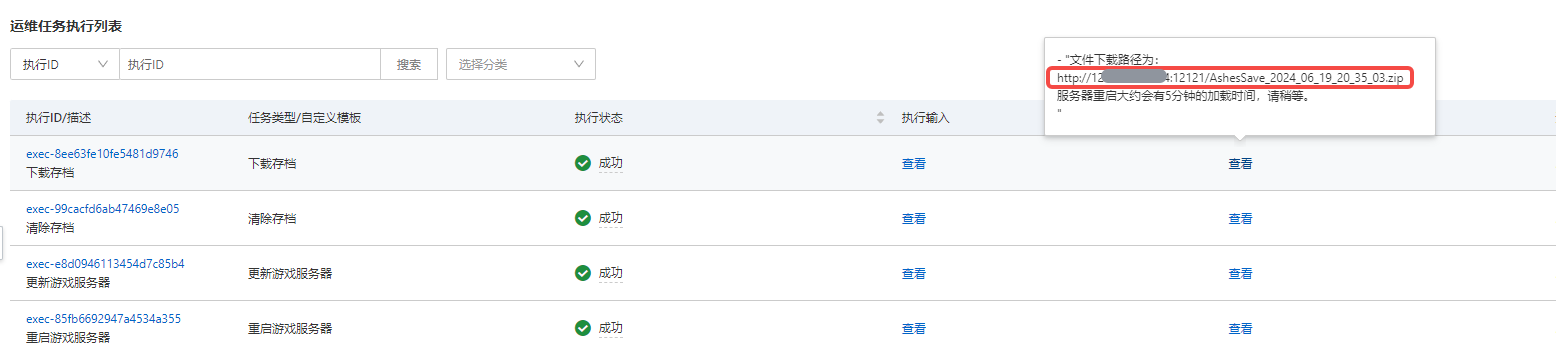 运维任务执行列表
执行ID 执行ID 搜索 选择分类
- "文件下载路径为:
http://12 4:12121/AshesSave_2024_06_19_20_35_03.zip
服务器重启大约会有5分钟的加载时间，请稍等。
"
执行ID/描述 任务类型/自定义模板 执行状态 执行输入
exec-8ee63fe10fe5481d9746
下载存档 下载存档 成功 查看 查看
exec-99cacfd6ab47469e8e05
清除存档 清除存档 成功 查看 查看
exec-e8d0946113454d7c85b4
更新游戏服务器 更新游戏服务器 成功 查看 查看
exec-85fb6692947a4534a355
重启游戏服务器 重启游戏服务器 成功 查看 查看